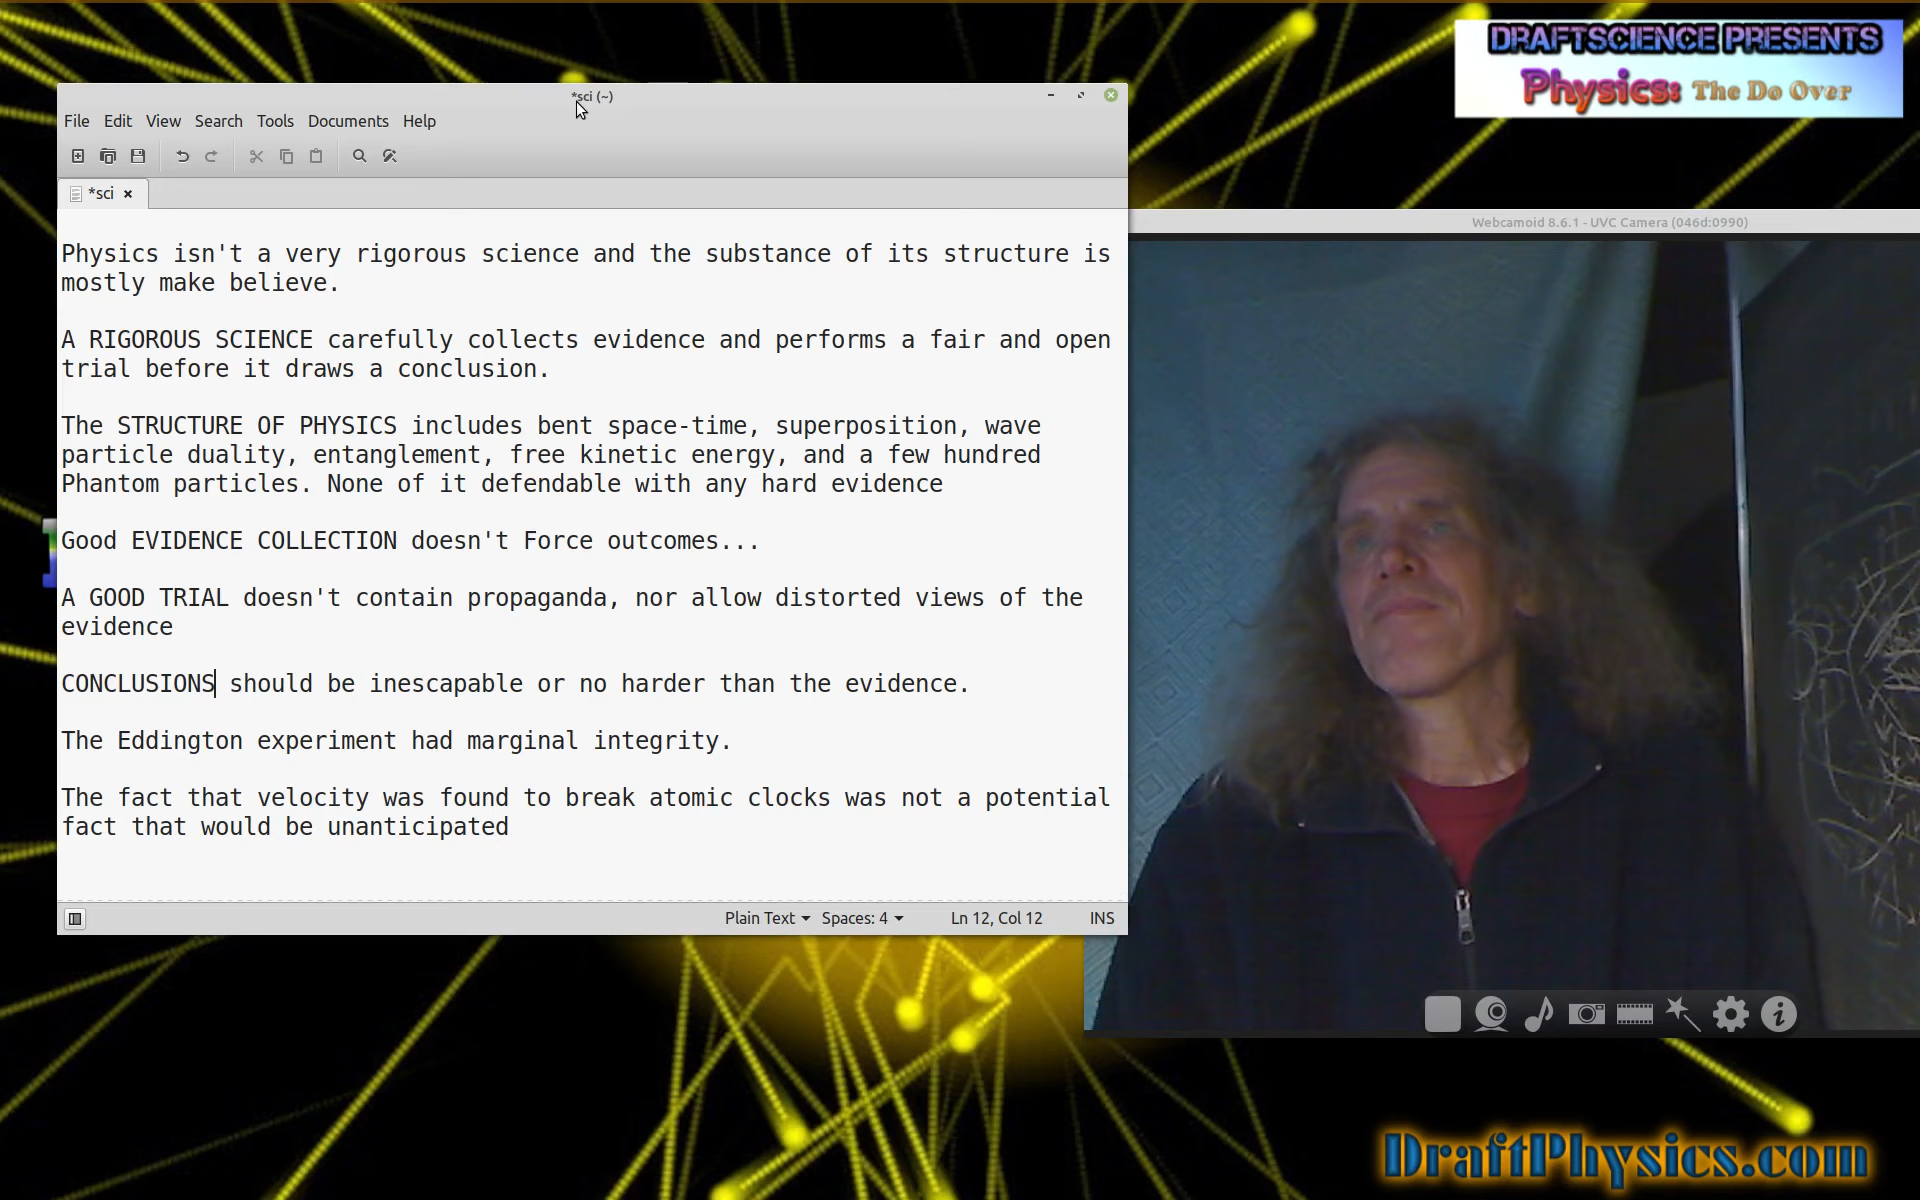 DRAFTSCIENCE PRESENTS
Physics: The Do Over
*sci (~)
File Edit View Search Tools Documents Help
*sci
Webcamoid 8.6.1 - UVC Camera (046d:0990)
Physics isn't a very rigorous science and the substance of its structure is
mostly make believe.
A RIGOROUS SCIENCE carefully collects evidence and performs a fair and open
trial before it draws a conclusion.
The STRUCTURE OF PHYSICS includes bent space-time, superposition, wave
particle duality, entanglement, free kinetic energy, and a few hundred
Phantom particles. None of it defendable with any hard evidence
Good EVIDENCE COLLECTION doesn't Force outcomes...
A GOOD TRIAL doesn't contain propaganda, nor allow distorted views of the
evidence
CONCLUSIONS should be inescapable or no harder than the evidence.
The Eddington experiment had marginal integrity.
The fact that velocity was found to break atomic clocks was not a potential
fact that would be unanticipated
Plain Text Spaces: 4 Ln 12, Col 12 INS
DraftPhysics.com